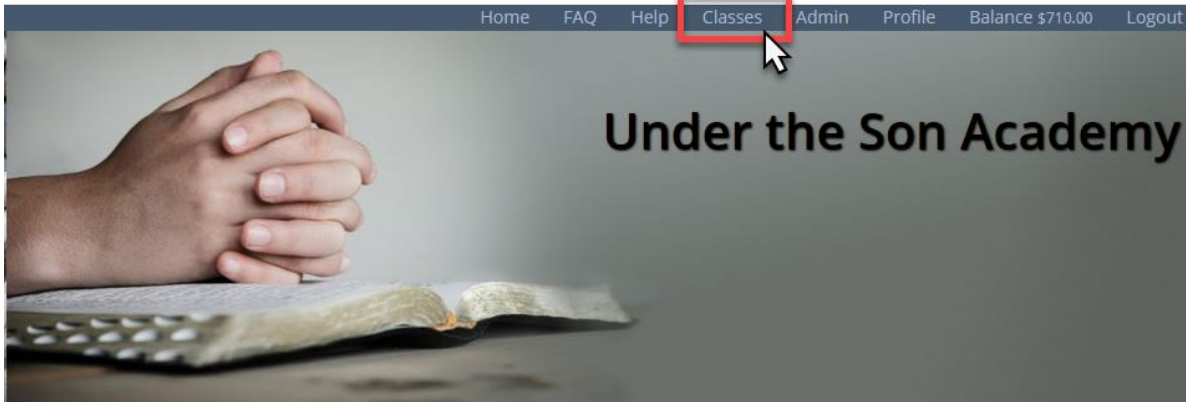 Home FAQ Help Classes Admin Profile Balance $710.00 Logout
Under the Son Academy